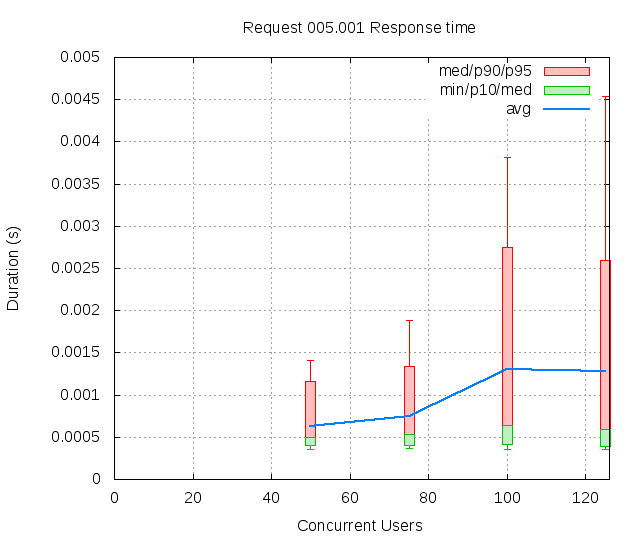 Request 005.001 Response time
med/p90/p95
min/p10/med
avg
0.005
0.0045
0.004
0.0035
0.003
0.0025
0.002
0.0015
0.001
0.0005
0
Duration (s)
0 20 40 60 80 100 120
Concurrent Users